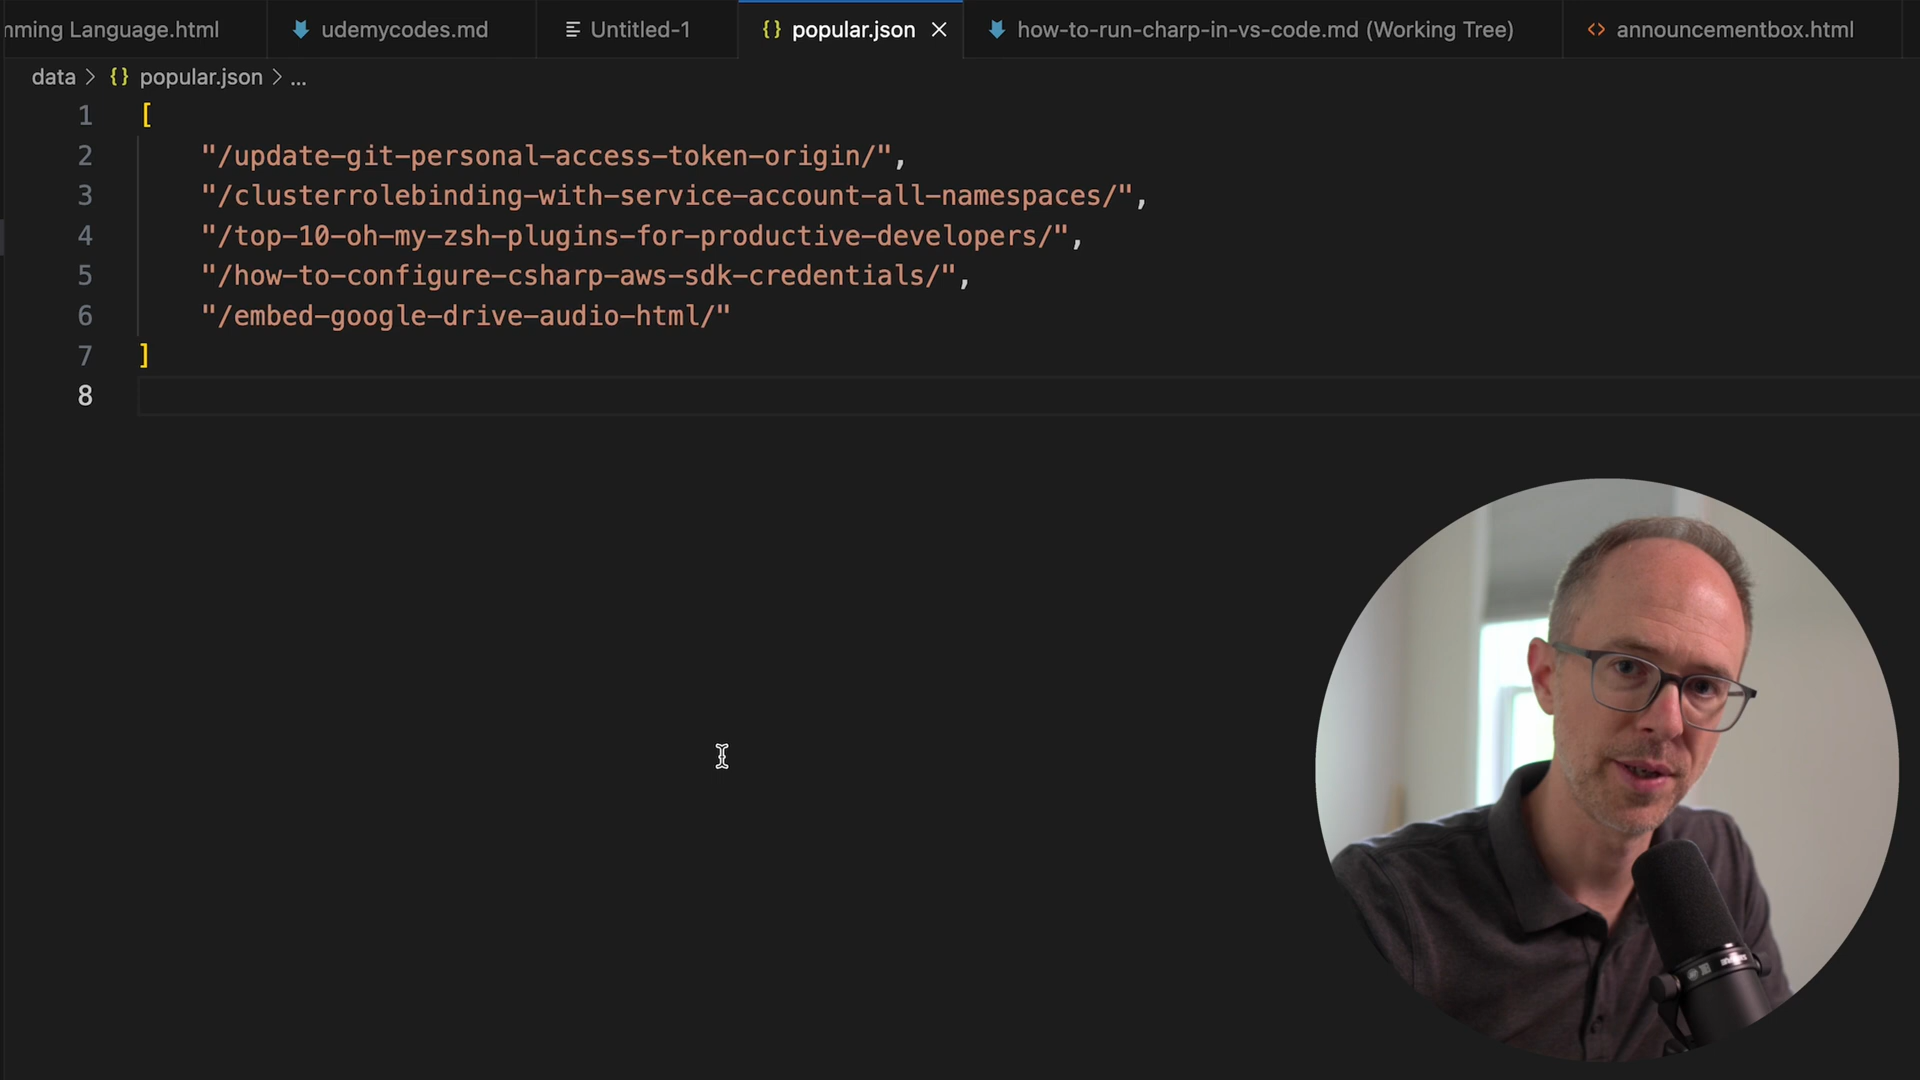 mming Language.html
udemycodes.md
Untitled-1
{} popular.json
how-to-run-charp-in-vs-code.md (Working Tree)
<> announcementbox.html
data > {} popular.json > ...
1 [
2 "/update-git-personal-access-token-origin/",
3 "/clusterrolebinding-with-service-account-all-namespaces/",
4 "/top-10-oh-my-zsh-plugins-for-productive-developers/",
5 "/how-to-configure-csharp-aws-sdk-credentials/",
6 "/embed-google-drive-audio-html/"
7 ]
8